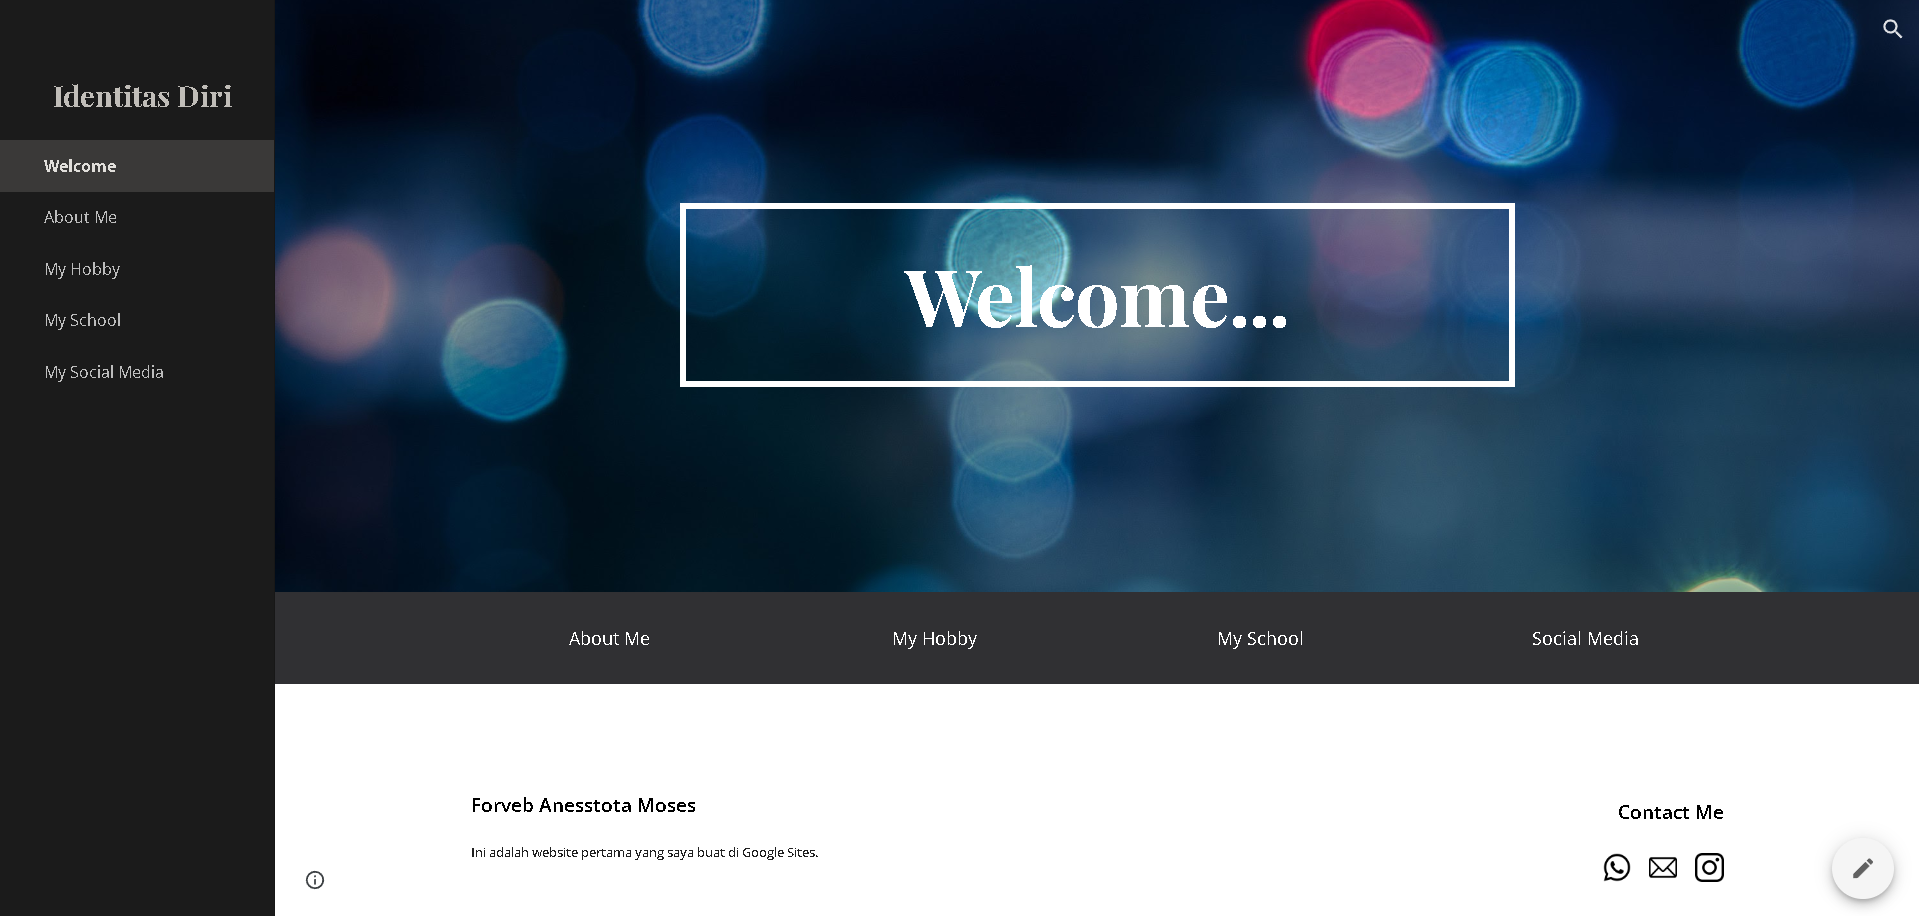 Identitas Diri
Welcome
About Me
My Hobby
My School
My Social Media
Welcome...
About Me
My Hobby
My School
Social Media
Forveb Anesstota Moses
Ini adalah website pertama yang saya buat di Google Sites.
Contact Me